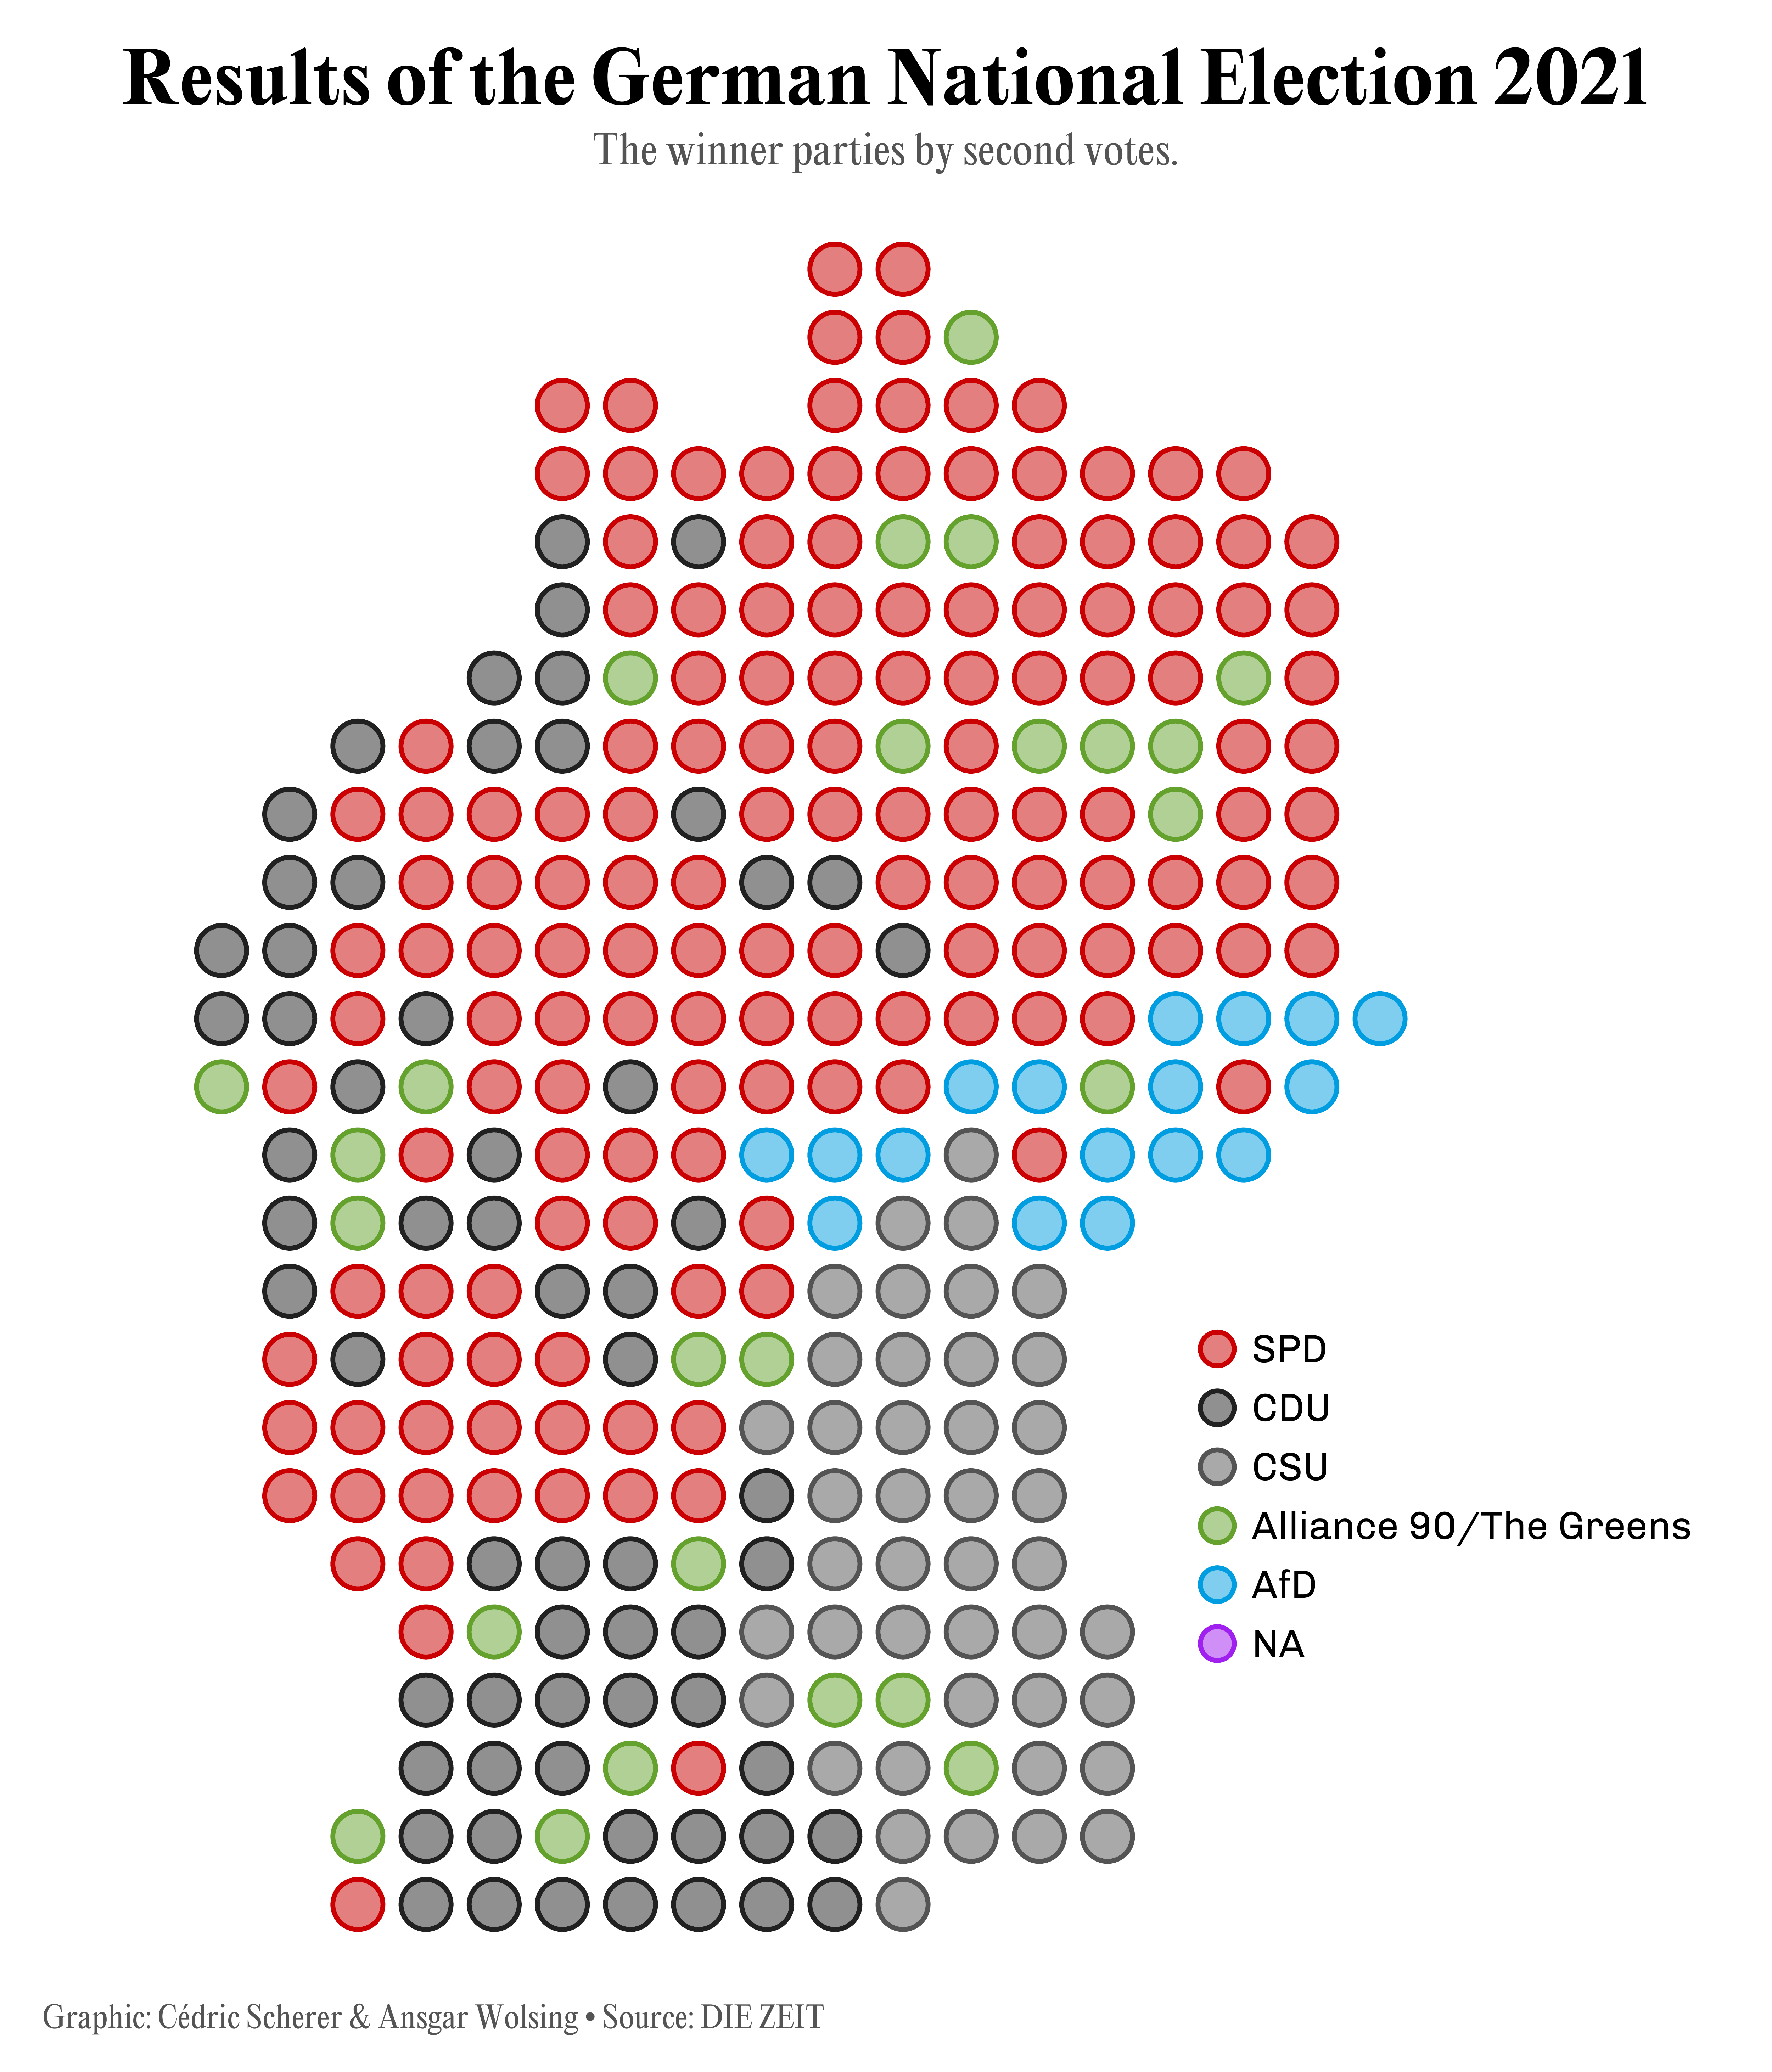 Results of the German National Election 2021
The winner parties by second votes.
SPD
CDU
CSU
Alliance 90/The Greens
AfD
NA
Graphic: Cédric Scherer & Ansgar Wolsing • Source: DIE ZEIT